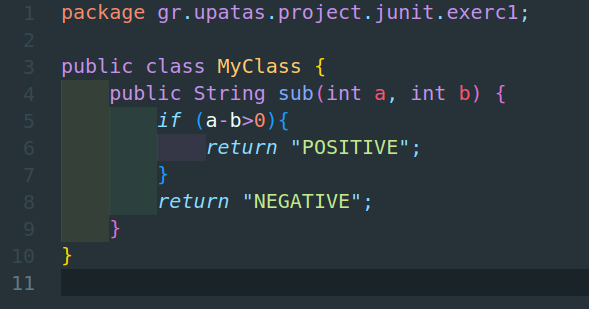 1 package gr.upatas.project.junit.exerc1;
2
3 public class MyClass {
4     public String sub(int a, int b) {
5         if (a-b>0){
6             return "POSITIVE";
7         }
8         return "NEGATIVE";
9     }
10 }
11